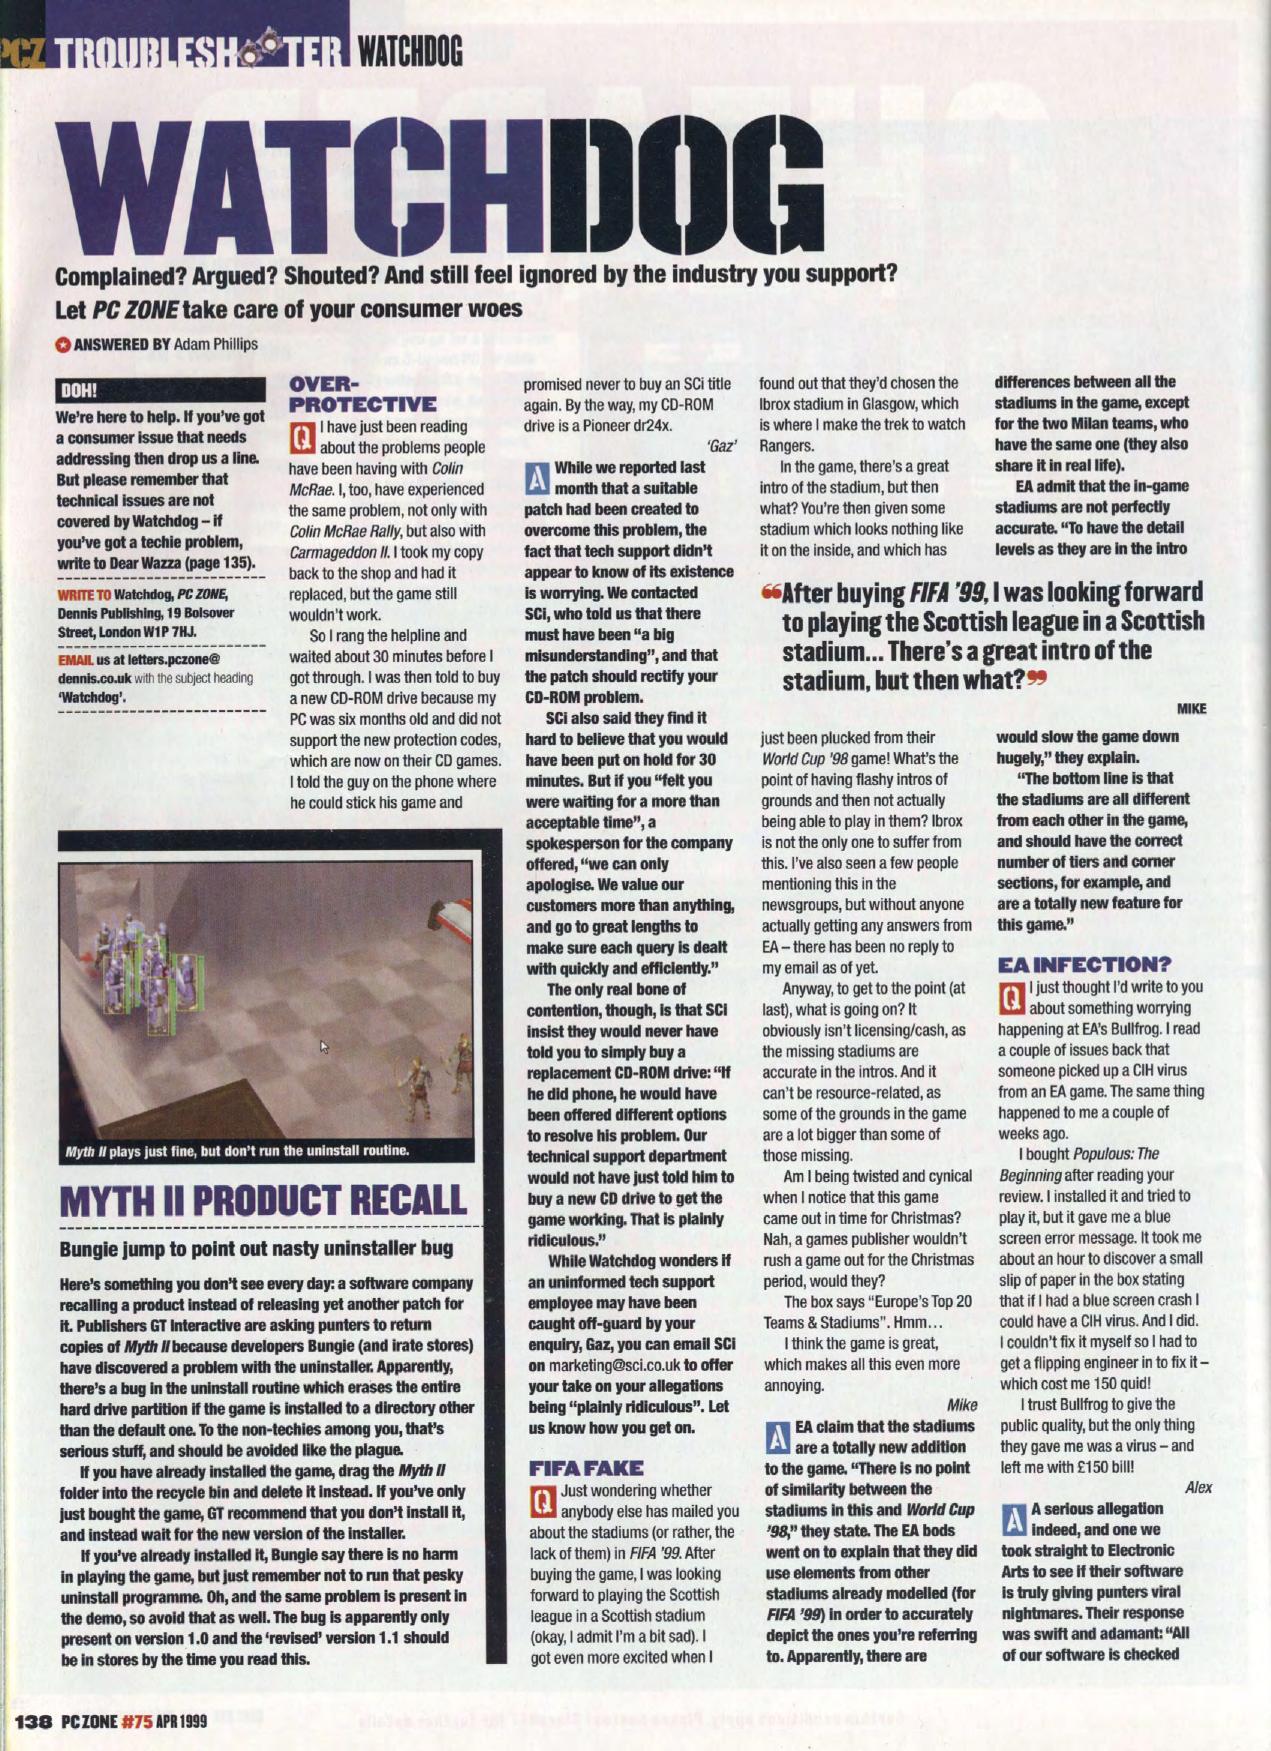 PCZ TROUBLESHOOTER WATCHDOG
WATCHDOG
Complained? Argued? Shouted? And still feel ignored by the industry you support?
Let PC ZONE take care of your consumer woes
ANSWERED BY Adam Phillips
DOH!
We're here to help. If you've got
a consumer issue that needs
addressing then drop us a line.
But please remember that
technical issues are not
covered by Watchdog – if
you've got a techie problem,
write to Dear Wazza (page 135).
WRITE TO Watchdog, PC ZONE,
Dennis Publishing, 19 Bolsover
Street, London W1P 7HJ.
EMAIL us at letters.pczone@
dennis.co.uk with the subject heading
'Watchdog'.
OVER-
PROTECTIVE
Q I have just been reading
about the problems people
have been having with Colin
McRae. I, too, have experienced
the same problem, not only with
Colin McRae Rally, but also with
Carmageddon II. I took my copy
back to the shop and had it
replaced, but the game still
wouldn't work.
So I rang the helpline and
waited about 30 minutes before I
got through. I was then told to buy
a new CD-ROM drive because my
PC was six months old and did not
support the new protection codes,
which are now on their CD games.
I told the guy on the phone where
he could stick his game and
promised never to buy an SCi title
again. By the way, my CD-ROM
drive is a Pioneer dr24x.
'Gaz'
A While we reported last
month that a suitable
patch had been created to
overcome this problem, the
fact that tech support didn't
appear to know of its existence
is worrying. We contacted
SCi, who told us that there
must have been "a big
misunderstanding", and that
the patch should rectify your
CD-ROM problem.
SCi also said they find it
hard to believe that you would
have been put on hold for 30
minutes. But if you "felt you
were waiting for a more than
acceptable time", a
spokesperson for the company
offered, "we can only
apologise. We value our
customers more than anything,
and go to great lengths to
make sure each query is dealt
with quickly and efficiently."
The only real bone of
contention, though, is that SCi
insist they would never have
told you to simply buy a
replacement CD-ROM drive: "If
he did phone, he would have
been offered different options
to resolve his problem. Our
technical support department
would not have just told him to
buy a new CD drive to get the
game working. That is plainly
ridiculous."
While Watchdog wonders if
an uninformed tech support
employee may have been
caught off-guard by your
enquiry, Gaz, you can email SCi
on marketing@sci.co.uk to offer
your take on your allegations
being "plainly ridiculous". Let
us know how you get on.
FIFA FAKE
Q Just wondering whether
anybody else has mailed you
about the stadiums (or rather, the
lack of them) in FIFA '99. After
buying the game, I was looking
forward to playing the Scottish
league in a Scottish stadium
(okay, I admit I'm a bit sad). I
got even more excited when I
found out that they'd chosen the
Ibrox stadium in Glasgow, which
is where I make the trek to watch
Rangers.
In the game, there's a great
intro of the stadium, but then
what? You're then given some
stadium which looks nothing like
it on the inside, and which has
"After buying FIFA '99, I was looking forward
to playing the Scottish league in a Scottish
stadium... There's a great intro of the
stadium, but then what?"
MIKE
just been plucked from their
World Cup '98 game! What's the
point of having flashy intros of
grounds and then not actually
being able to play in them? Ibrox
is not the only one to suffer from
this. I've also seen a few people
mentioning this in the
newsgroups, but without anyone
actually getting any answers from
EA – there has been no reply to
my email as of yet.
Anyway, to get to the point (at
last), what is going on? It
obviously isn't licensing/cash, as
the missing stadiums are
accurate in the intros. And it
can't be resource-related, as
some of the grounds in the game
are a lot bigger than some of
those missing.
Am I being twisted and cynical
when I notice that this game
came out in time for Christmas?
Nah, a games publisher wouldn't
rush a game out for the Christmas
period, would they?
The box says "Europe's Top 20
Teams & Stadiums". Hmm...
I think the game is great,
which makes all this even more
annoying.
Mike
A EA claim that the stadiums
are a totally new addition
to the game. "There is no point
of similarity between the
stadiums in this and World Cup
'98," they state. The EA bods
went on to explain that they did
use elements from other
stadiums already modelled (for
FIFA '99) in order to accurately
depict the ones you're referring
to. Apparently, there are
differences between all the
stadiums in the game, except
for the two Milan teams, who
have the same one (they also
share it in real life).
EA admit that the in-game
stadiums are not perfectly
accurate. "To have the detail
levels as they are in the intro
would slow the game down
hugely," they explain.
"The bottom line is that
the stadiums are all different
from each other in the game,
and should have the correct
number of tiers and corner
sections, for example, and
are a totally new feature for
this game."
EA INFECTION?
Q I just thought I'd write to you
about something worrying
happening at EA's Bullfrog. I read
a couple of issues back that
someone picked up a CIH virus
from an EA game. The same thing
happened to me a couple of
weeks ago.
I bought Populous: The
Beginning after reading your
review. I installed it and tried to
play it, but it gave me a blue
screen error message. It took me
about an hour to discover a small
slip of paper in the box stating
that if I had a blue screen crash I
could have a CIH virus. And I did.
I couldn't fix it myself so I had to
get a flipping engineer in to fix it –
which cost me 150 quid!
I trust Bullfrog to give the
public quality, but the only thing
they gave me was a virus – and
left me with £150 bill!
Alex
A A serious allegation
indeed, and one we
took straight to Electronic
Arts to see if their software
is truly giving punters viral
nightmares. Their response
was swift and adamant: "All
of our software is checked
Myth II plays just fine, but don't run the uninstall routine.
MYTH II PRODUCT RECALL
Bungie jump to point out nasty uninstaller bug
Here's something you don't see every day: a software company
recalling a product instead of releasing yet another patch for
it. Publishers GT Interactive are asking punters to return
copies of Myth II because developers Bungie (and irate stores)
have discovered a problem with the uninstaller. Apparently,
there's a bug in the uninstall routine which erases the entire
hard drive partition if the game is installed to a directory other
than the default one. To the non-techies among you, that's
serious stuff, and should be avoided like the plague.
If you have already installed the game, drag the Myth II
folder into the recycle bin and delete it instead. If you've only
just bought the game, GT recommend that you don't install it,
and instead wait for the new version of the installer.
If you've already installed it, Bungie say there is no harm
in playing the game, but just remember not to run that pesky
uninstall programme. Oh, and the same problem is present in
the demo, so avoid that as well. The bug is apparently only
present on version 1.0 and the 'revised' version 1.1 should
be in stores by the time you read this.
138 PC ZONE #75 APR 1999